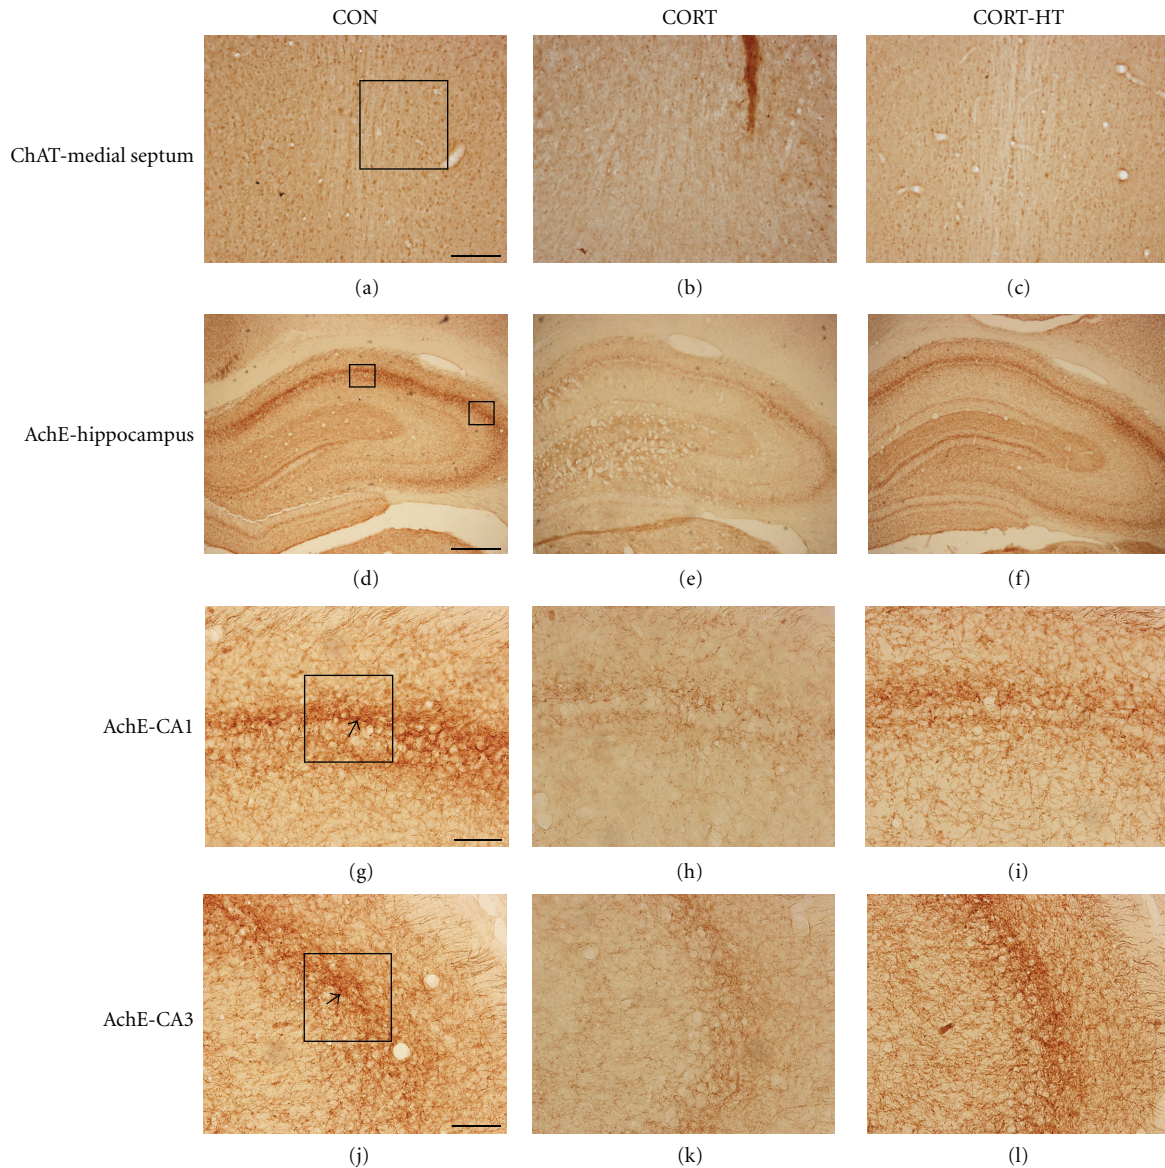 CON CORT CORT-HT
ChAT-medial septum
(a) (b) (c)
AchE-hippocampus
(d) (e) (f)
AchE-CA1
(g) (h) (i)
AchE-CA3
(j) (k) (l)